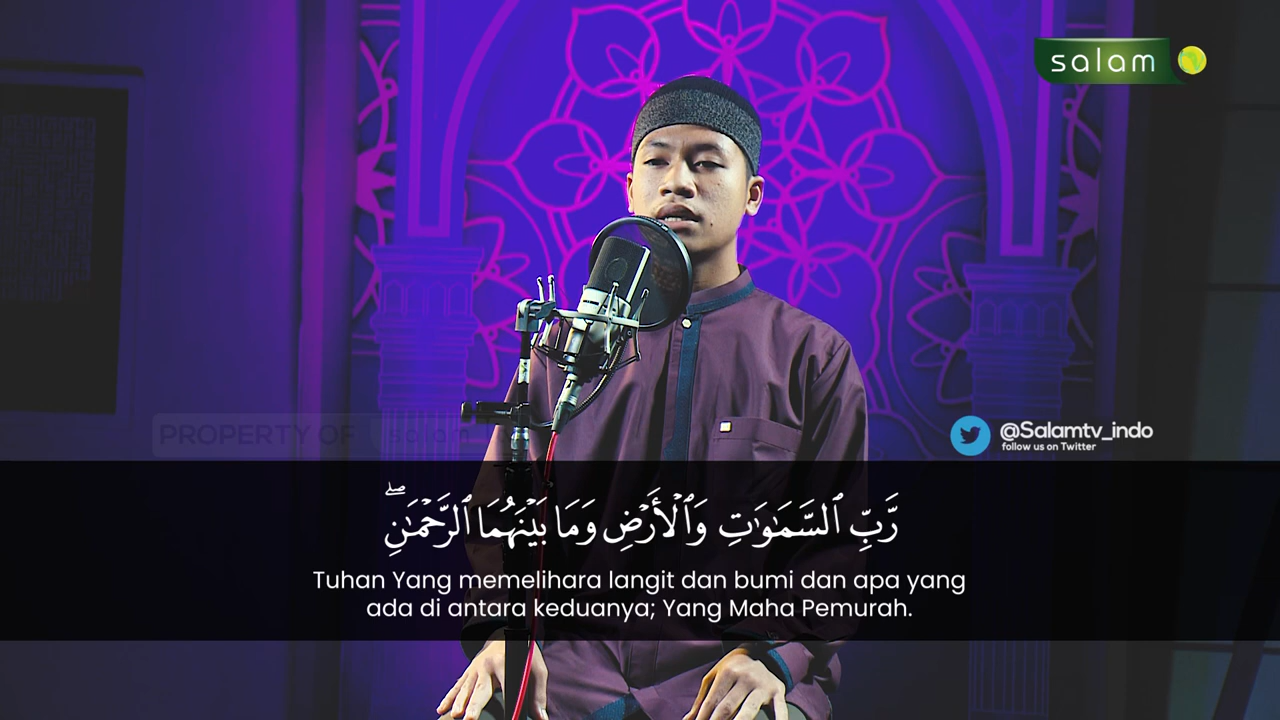 salam
PROPERTY OF salam
@Salamtv_indo
follow us on Twitter
رَّبِّ ٱلسَّمَـٰوَٰتِ وَٱلْأَرْضِ وَمَا بَيْنَهُمَا ٱلرَّحْمَـٰنِ ۖ
Tuhan Yang memelihara langit dan bumi dan apa yang
ada di antara keduanya; Yang Maha Pemurah.